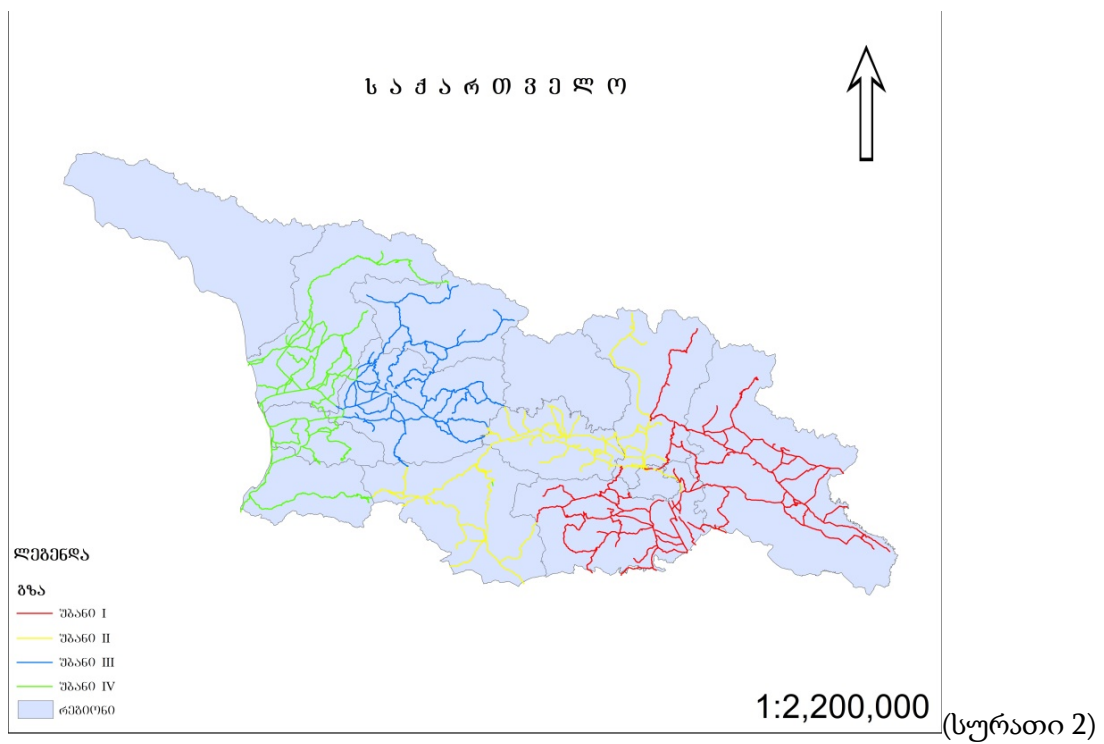 ს ა ქ ა რ თ ვ ე ლ ო
ლეგენდა
გზა
უბანი I
უბანი II
უბანი III
უბანი IV
რეგიონი
1:2,200,000
(სურათი 2)